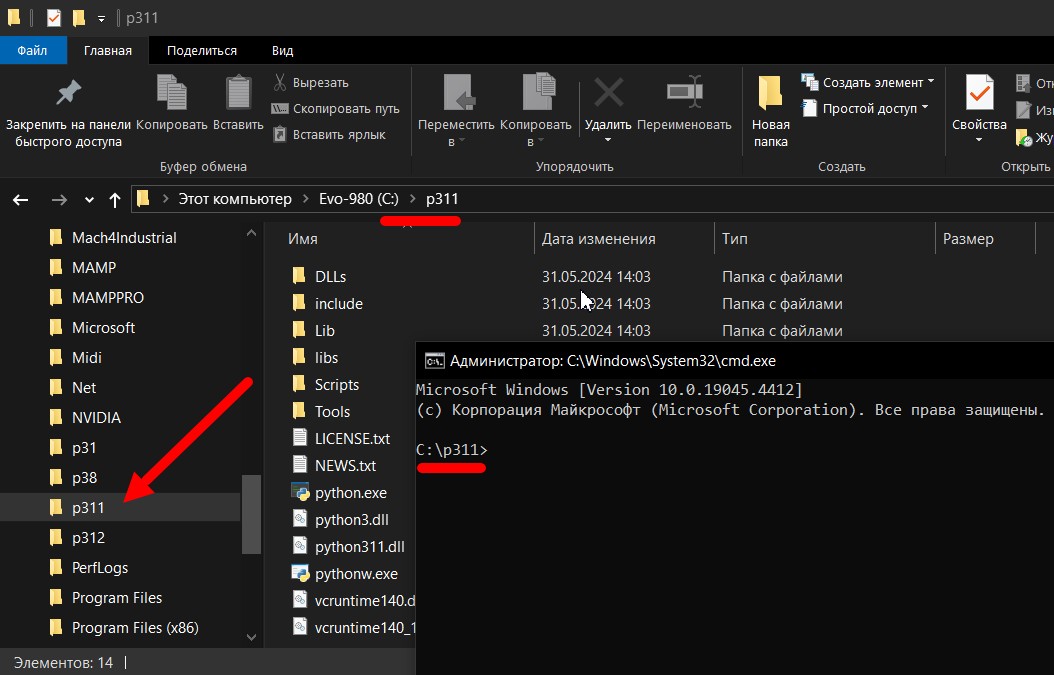 p311
Файл Главная Поделиться Вид
Закрепить на панели быстрого доступа
Копировать
Вставить
Вырезать
Скопировать путь
Вставить ярлык
Буфер обмена
Переместить в
Копировать в
Удалить
Переименовать
Упорядочить
Новая папка
Создать элемент
Простой доступ
Создать
Свойства
Открыть
Этот компьютер > Evo-980 (C:) > p311
Mach4Industrial
MAMP
MAMPPRO
Microsoft
Midi
Net
NVIDIA
p31
p38
p311
p312
PerfLogs
Program Files
Program Files (x86)
Имя Дата изменения Тип Размер
DLLs 31.05.2024 14:03 Папка с файлами
include 31.05.2024 14:03 Папка с файлами
Lib 31.05.2024 14:03 Папка с файлами
libs
Scripts
Tools
LICENSE.txt
NEWS.txt
python.exe
python3.dll
python311.dll
pythonw.exe
vcruntime140.d
vcruntime140_1
Администратор: C:\Windows\System32\cmd.exe
Microsoft Windows [Version 10.0.19045.4412]
(c) Корпорация Майкрософт (Microsoft Corporation). Все права защищены.
C:\p311>
Элементов: 14